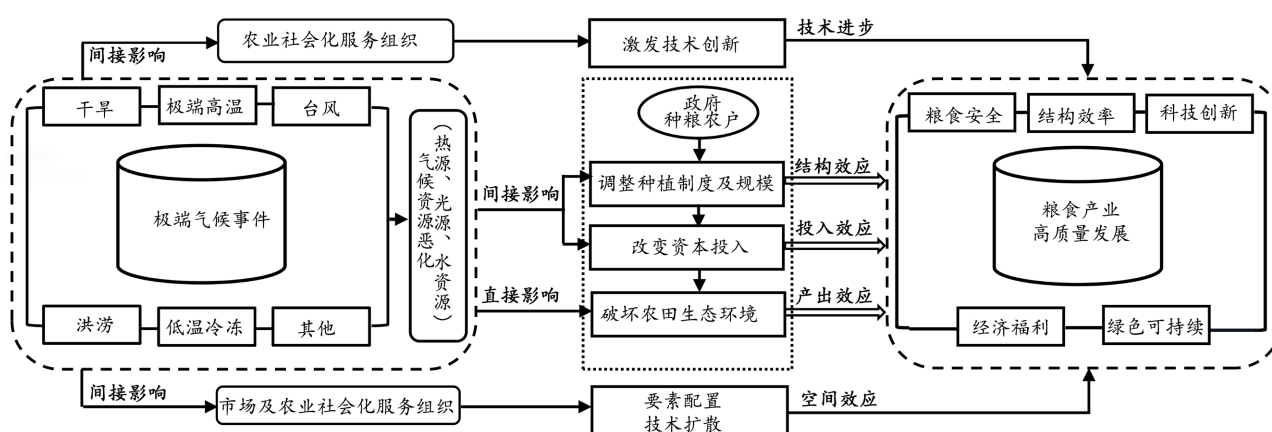 间接影响
农业社会化服务组织
激发技术创新
技术进步
干旱
极端高温
台风
极端气候事件
洪涝
低温冷冻
其他
气候资源恶化
（热源、光源、水资源）
间接影响
直接影响
政府
种粮农户
调整种植制度及规模
改变资本投入
破坏农田生态环境
结构效应
投入效应
产出效应
粮食安全
结构效率
科技创新
粮食产业
高质量发展
经济福利
绿色可持续
间接影响
市场及农业社会化服务组织
要素配置
技术扩散
空间效应